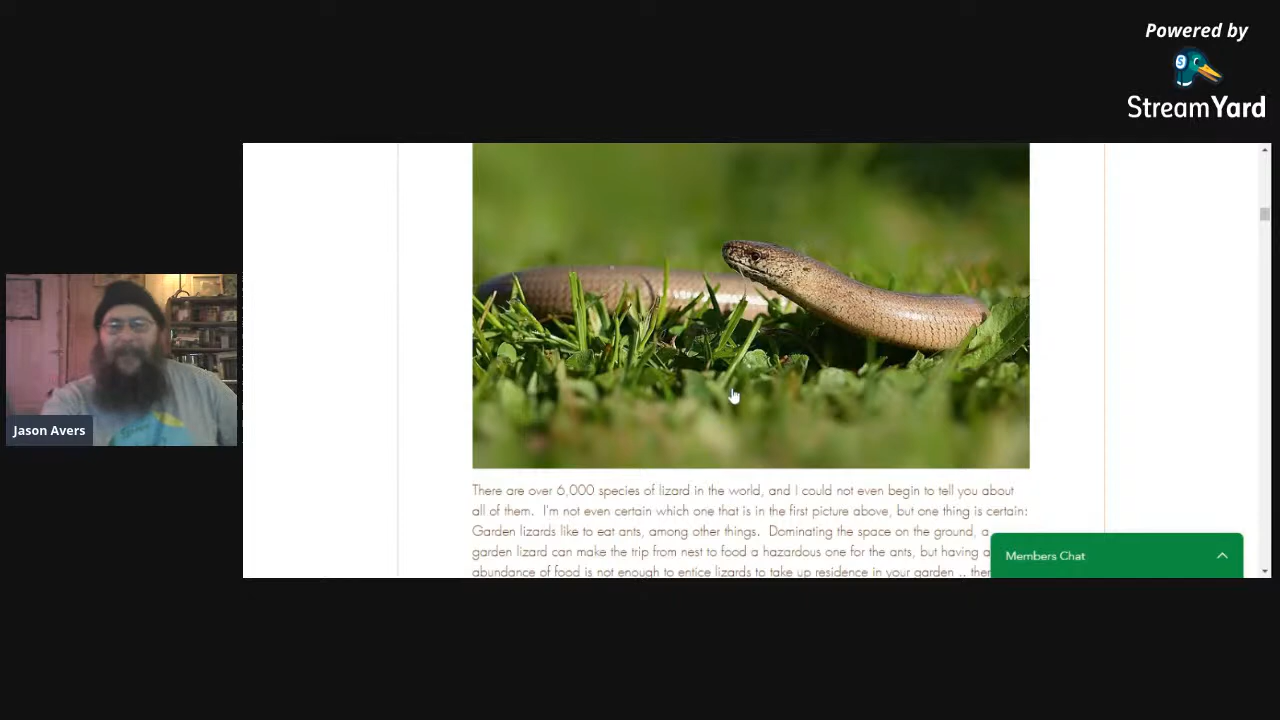 Powered by
StreamYard
Jason Avers
There are over 6,000 species of lizard in the world, and I could not even begin to tell you about
all of them. I'm not even certain which one that is in the first picture above, but one thing is certain:
Garden lizards like to eat ants, among other things. Dominating the space on the ground, a
garden lizard can make the trip from nest to food a hazardous one for the ants, but having a
abundance of food is not enough to entice lizards to take up residence in your garden ..
Members Chat